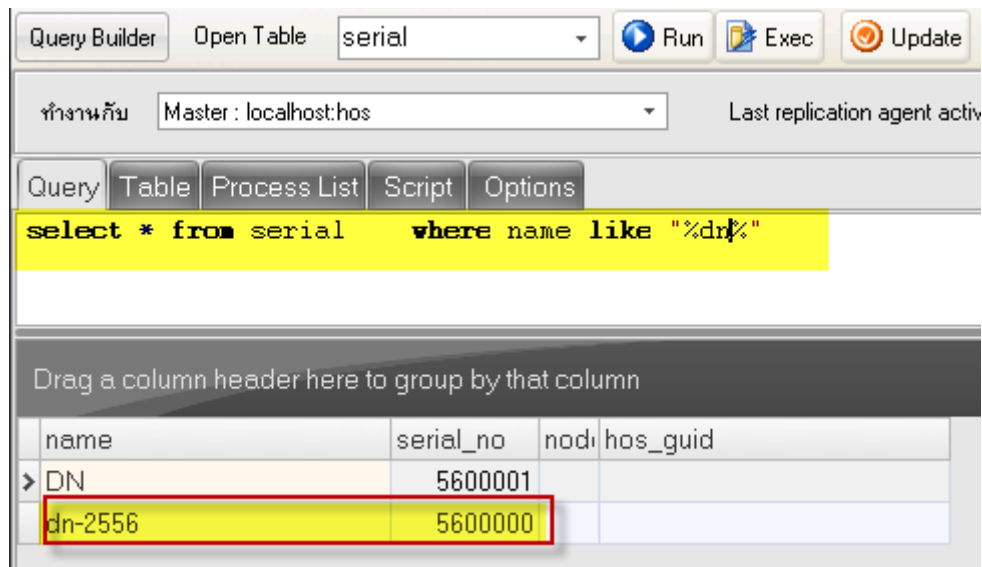 Query Builder Open Table serial Run Exec Update
ทำงานกับ Master : localhost:hos Last replication agent activ
Query Table Process List Script Options
select * from serial where name like "%dn%"
Drag a column header here to group by that column
name serial_no nod hos_guid
DN 5600001
dn-2556 5600000